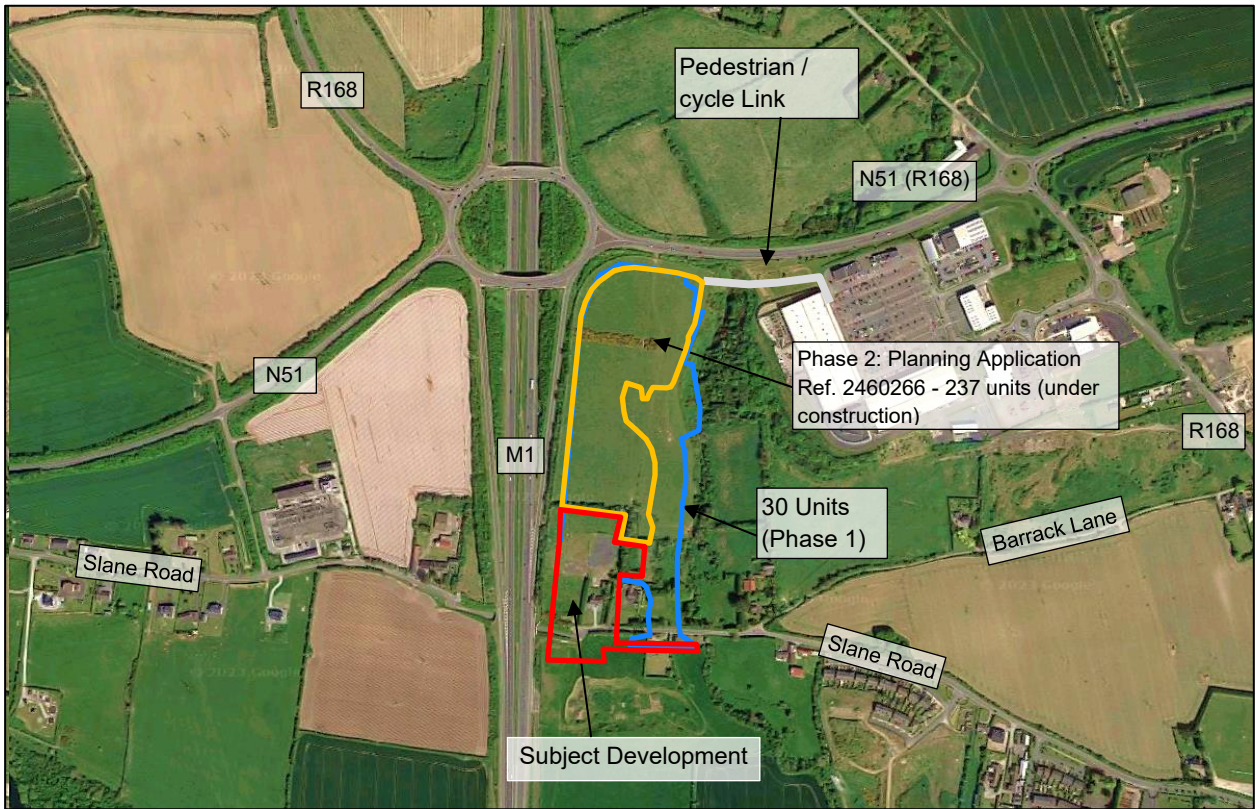 Pedestrian /
cycle Link
R168
N51 (R168)
Phase 2: Planning Application
Ref. 2460266 - 237 units (under
construction)
N51
R168
M1
30 Units
(Phase 1)
Barrack Lane
Slane Road
Slane Road
Subject Development